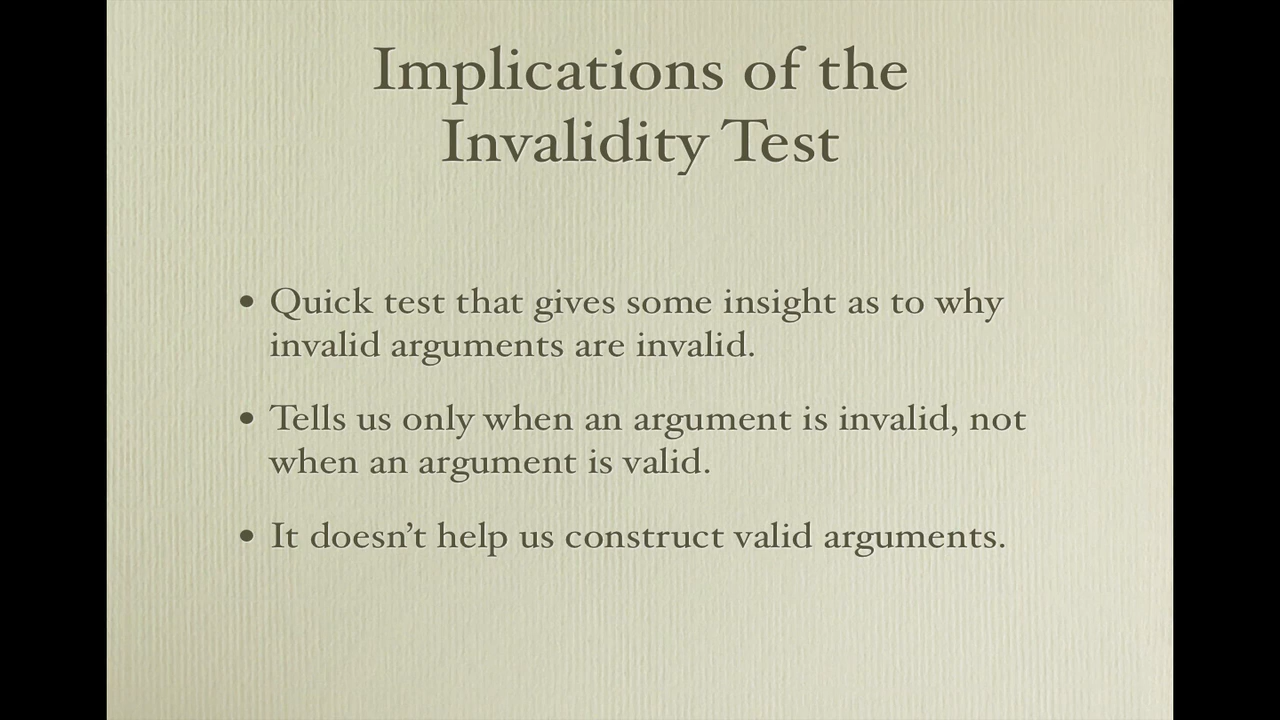 Implications of the
Invalidity Test
• Quick test that gives some insight as to why
invalid arguments are invalid.
• Tells us only when an argument is invalid, not
when an argument is valid.
• It doesn’t help us construct valid arguments.